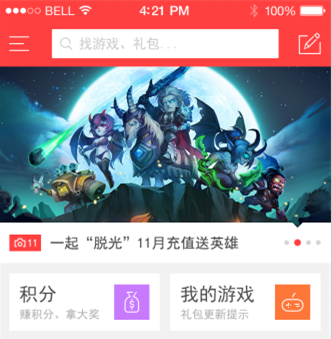 BELL 4:21 PM 100%
找游戏、礼包...
11 一起“脱光”11月充值送英雄
积分 我的游戏
赚积分、拿大奖 礼包更新提示